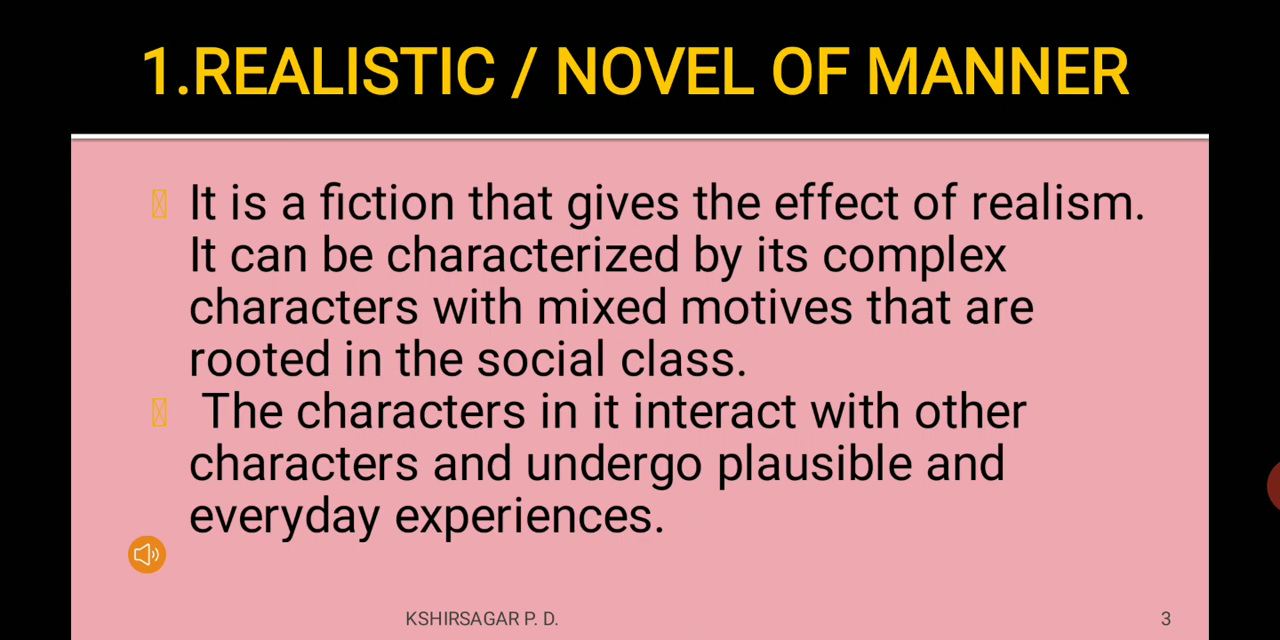 1.REALISTIC / NOVEL OF MANNER
It is a fiction that gives the effect of realism.
It can be characterized by its complex
characters with mixed motives that are
rooted in the social class.
The characters in it interact with other
characters and undergo plausible and
everyday experiences.
KSHIRSAGAR P. D.
3